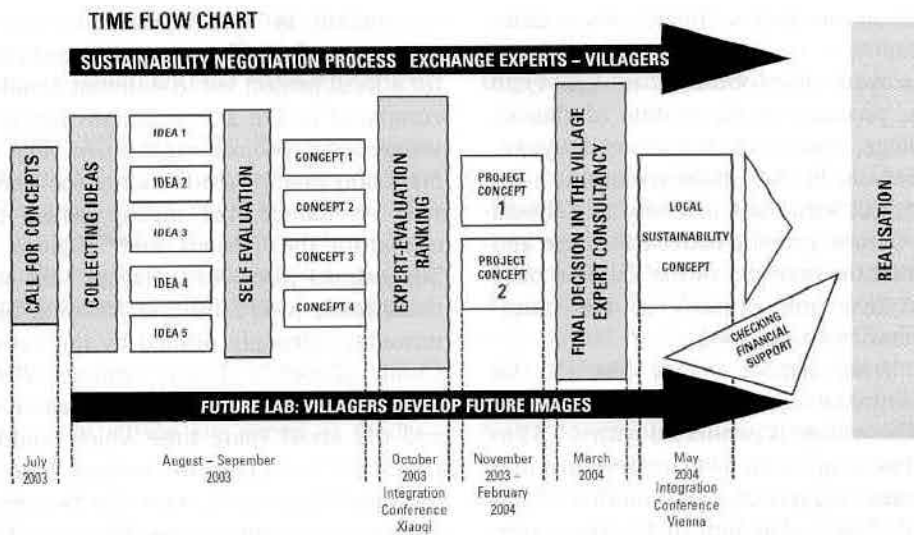 TIME FLOW CHART
SUSTAINABILITY NEGOTIATION PROCESS EXCHANGE EXPERTS – VILLAGERS
CALL FOR CONCEPTS
COLLECTING IDEAS
IDEA 1
IDEA 2
IDEA 3
IDEA 4
IDEA 5
SELF EVALUATION
CONCEPT 1
CONCEPT 2
CONCEPT 3
CONCEPT 4
EXPERT-EVALUATION
RANKING
PROJECT
CONCEPT
1
PROJECT
CONCEPT
2
FINAL DECISION IN THE VILLAGE
EXPERT CONSULTANCY
LOCAL
SUSTAINABILITY
CONCEPT
CHECKING
FINANCIAL
SUPPORT
REALISATION
FUTURE LAB: VILLAGERS DEVELOP FUTURE IMAGES
July
2003
Augest – Sepember
2003
October
2003
Integration
Conference
Xiauqi
November
2003 –
February
2004
March
2004
May
2004
Integration
Conference
Vienna